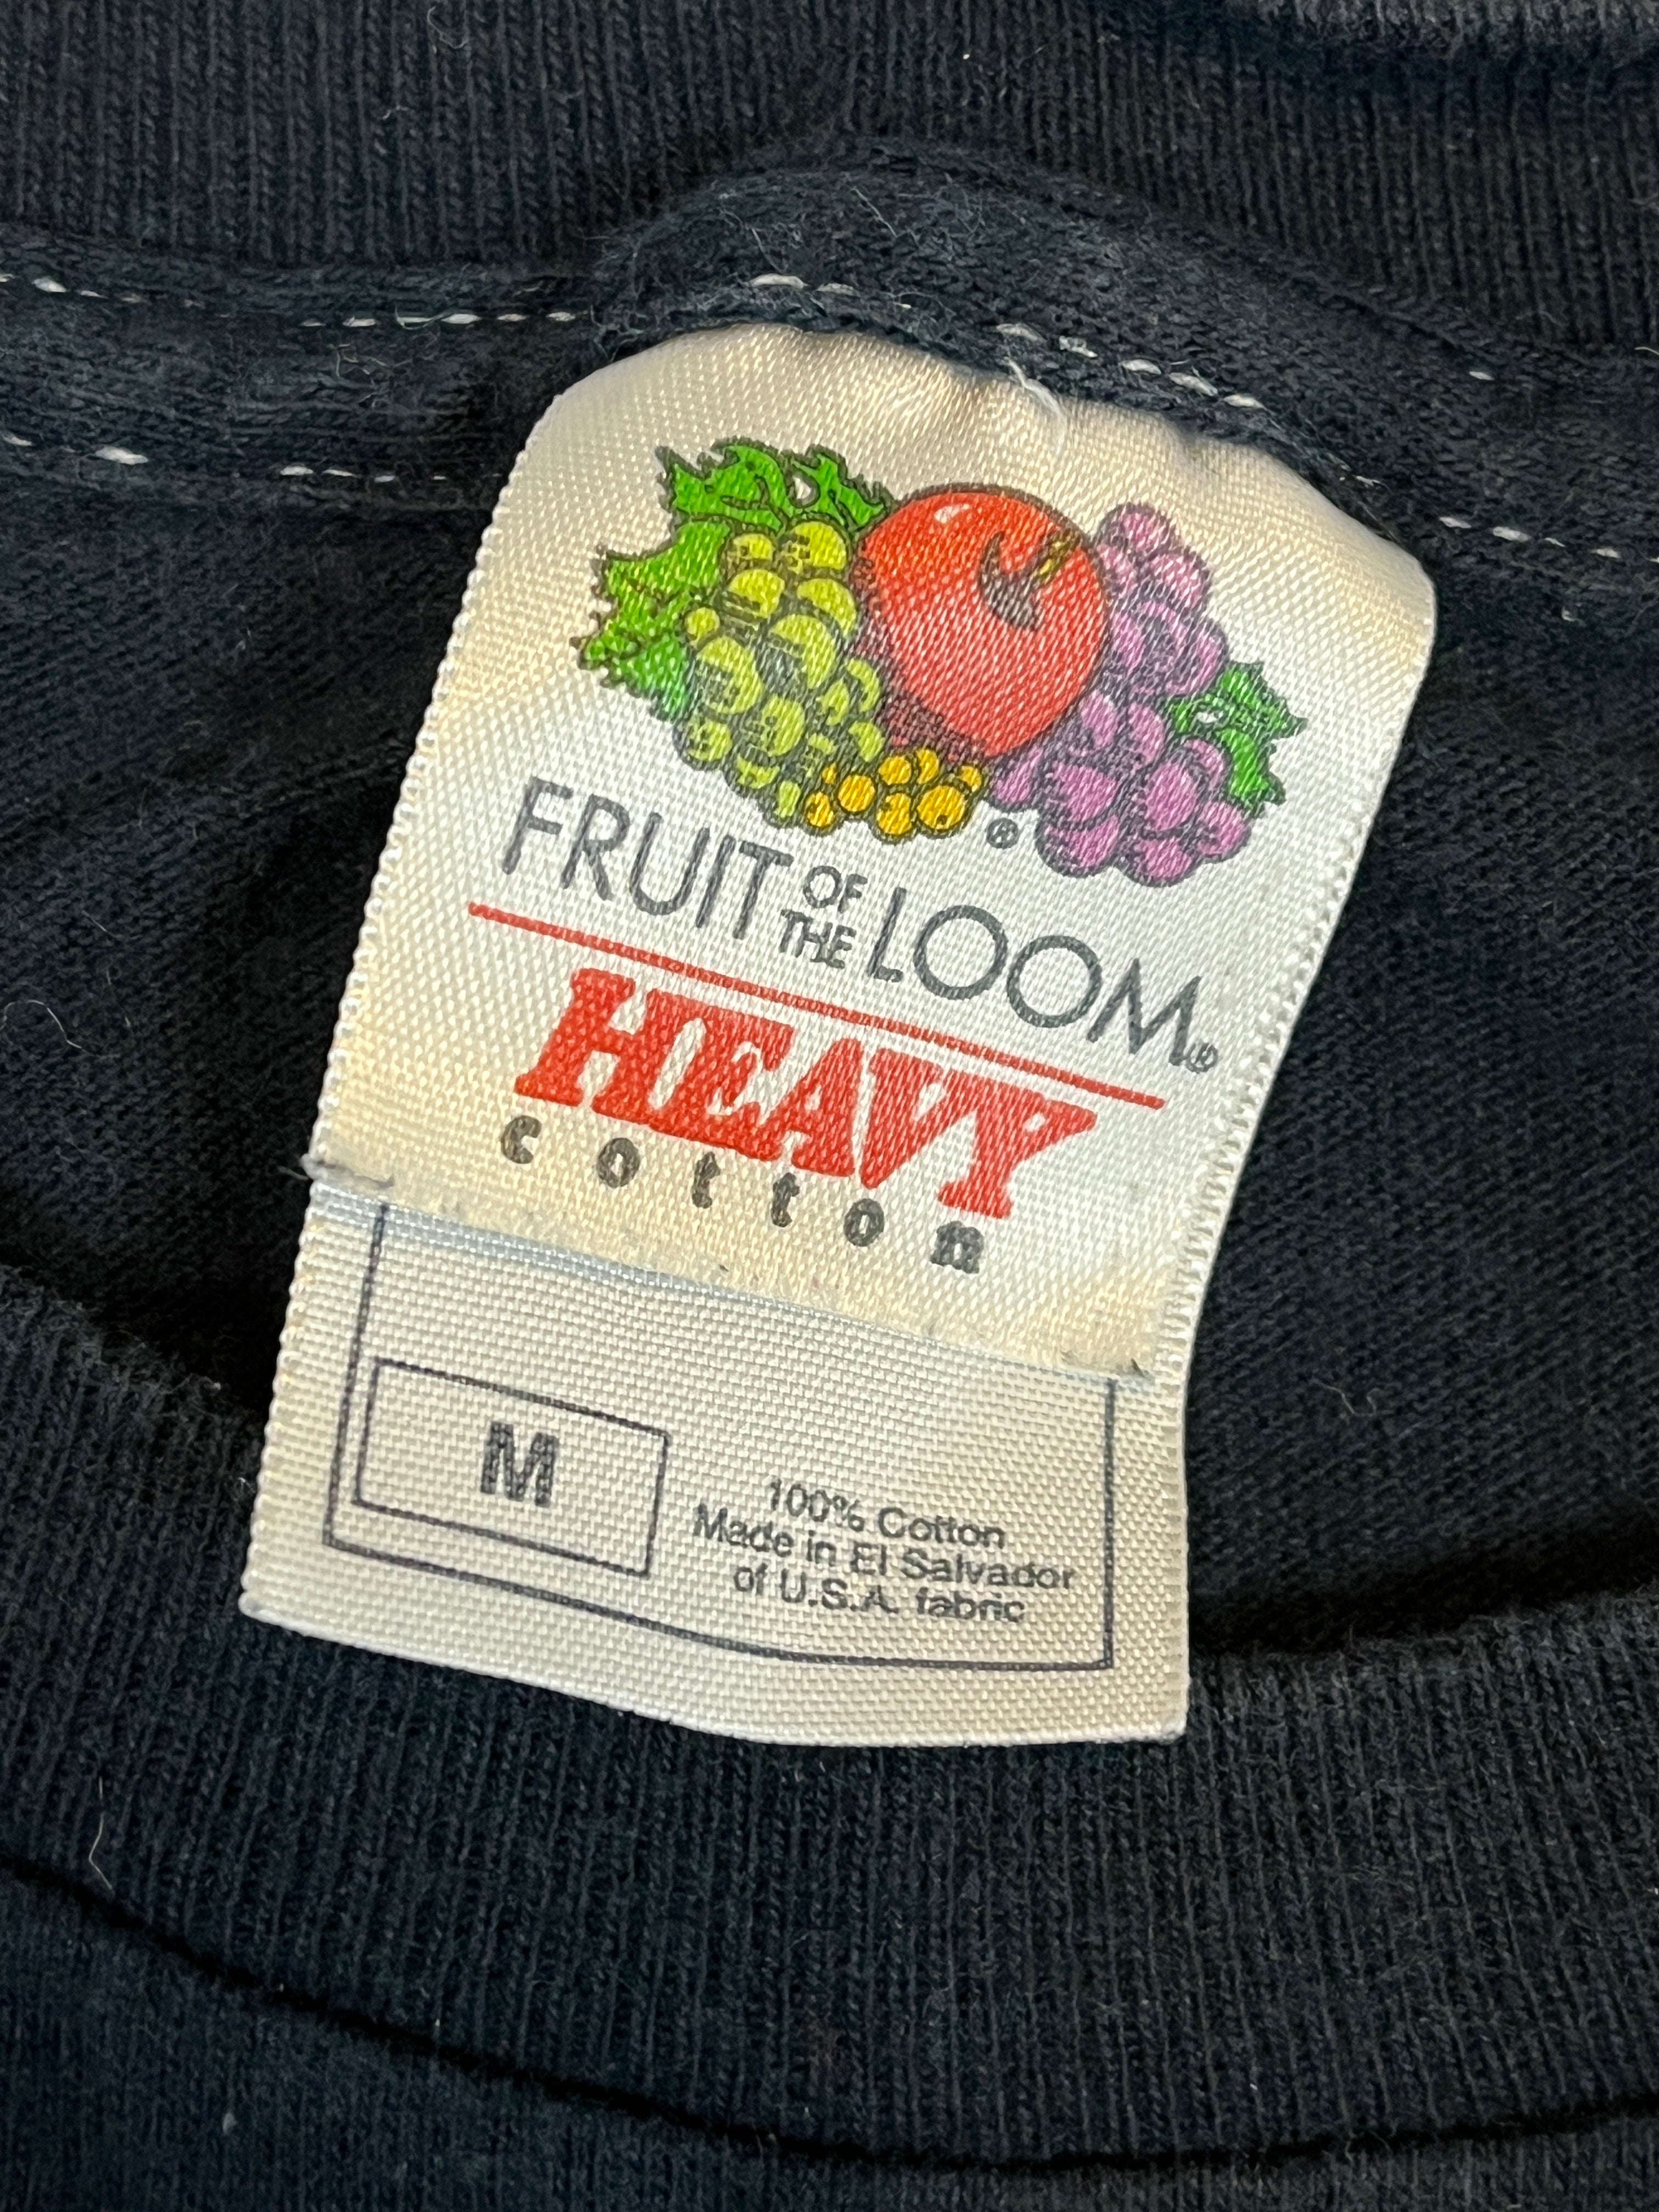 ®
FRUIT OF THE LOOM®
HEAVY
cotton
M
100% Cotton
Made in El Salvador
of U.S.A. fabric